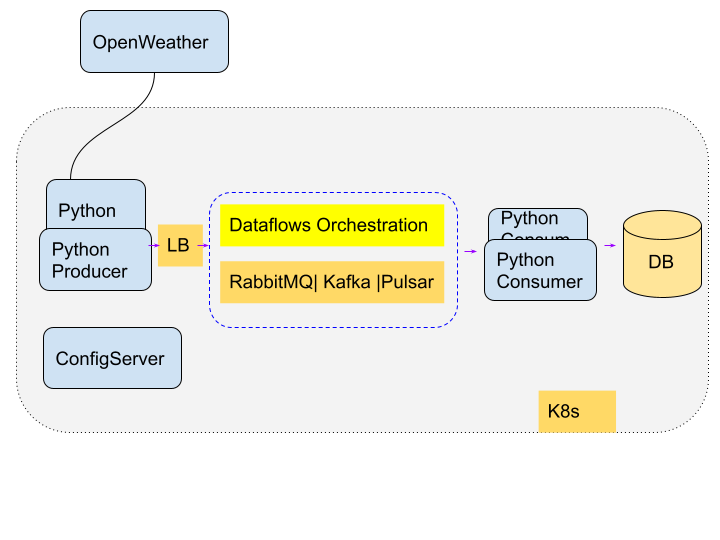 OpenWeather
Python
Python
Producer
LB
Dataflows Orchestration
RabbitMQ| Kafka |Pulsar
Python
Consum
Python
Consumer
DB
ConfigServer
K8s